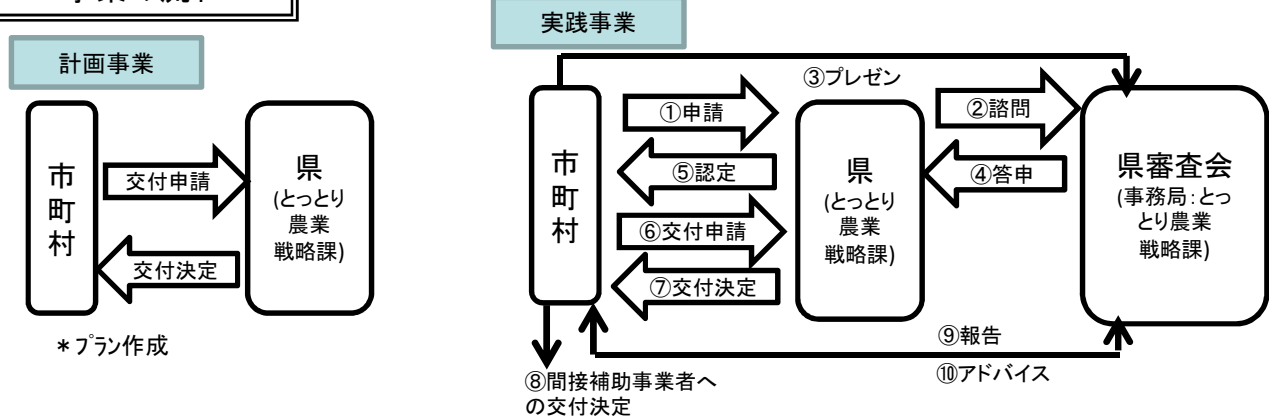 計画事業
市町村
交付申請
交付決定
県
(とっとり
農業
戦略課)
*プラン作成
実践事業
③プレゼン
市町村
①申請
⑤認定
⑥交付申請
⑦交付決定
県
(とっとり
農業
戦略課)
②諮問
④答申
県審査会
(事務局:とっ
とり農業
戦略課)
⑧間接補助事業者へ
の交付決定
⑨報告
⑩アドバイス